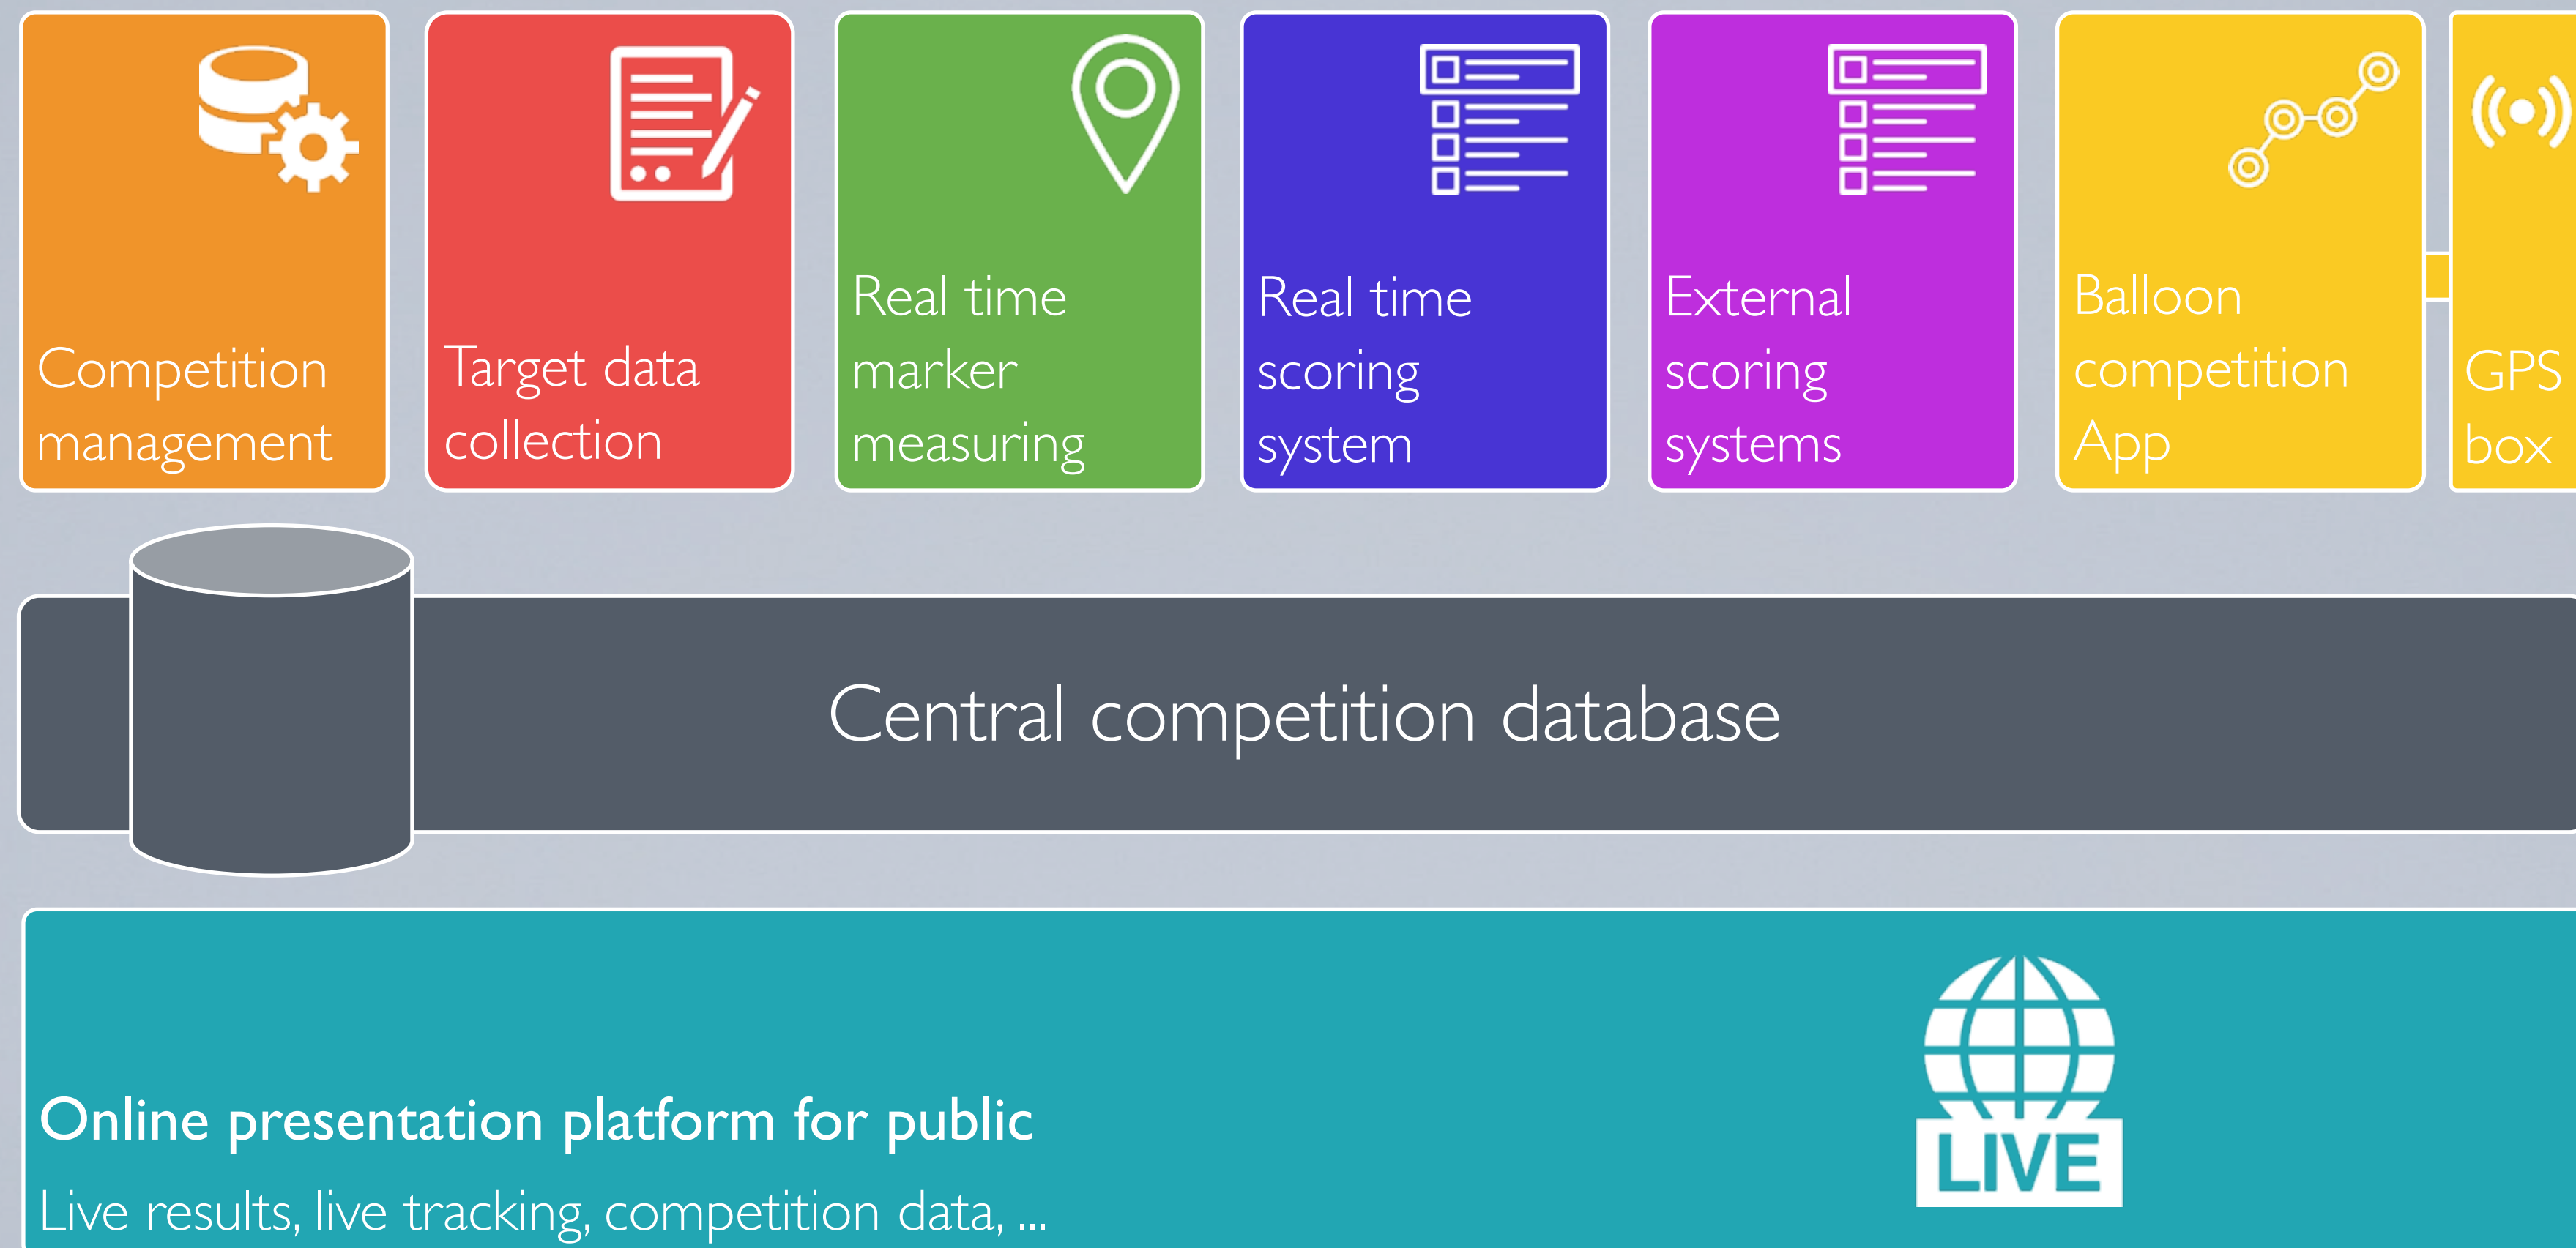 Competition
management
Target data
collection
Real time
marker
measuring
Real time
scoring
system
External
scoring
systems
Balloon
competition
App
GPS
box
Central competition database
LIVE
Online presentation platform for public
Live results, live tracking, competition data, ...